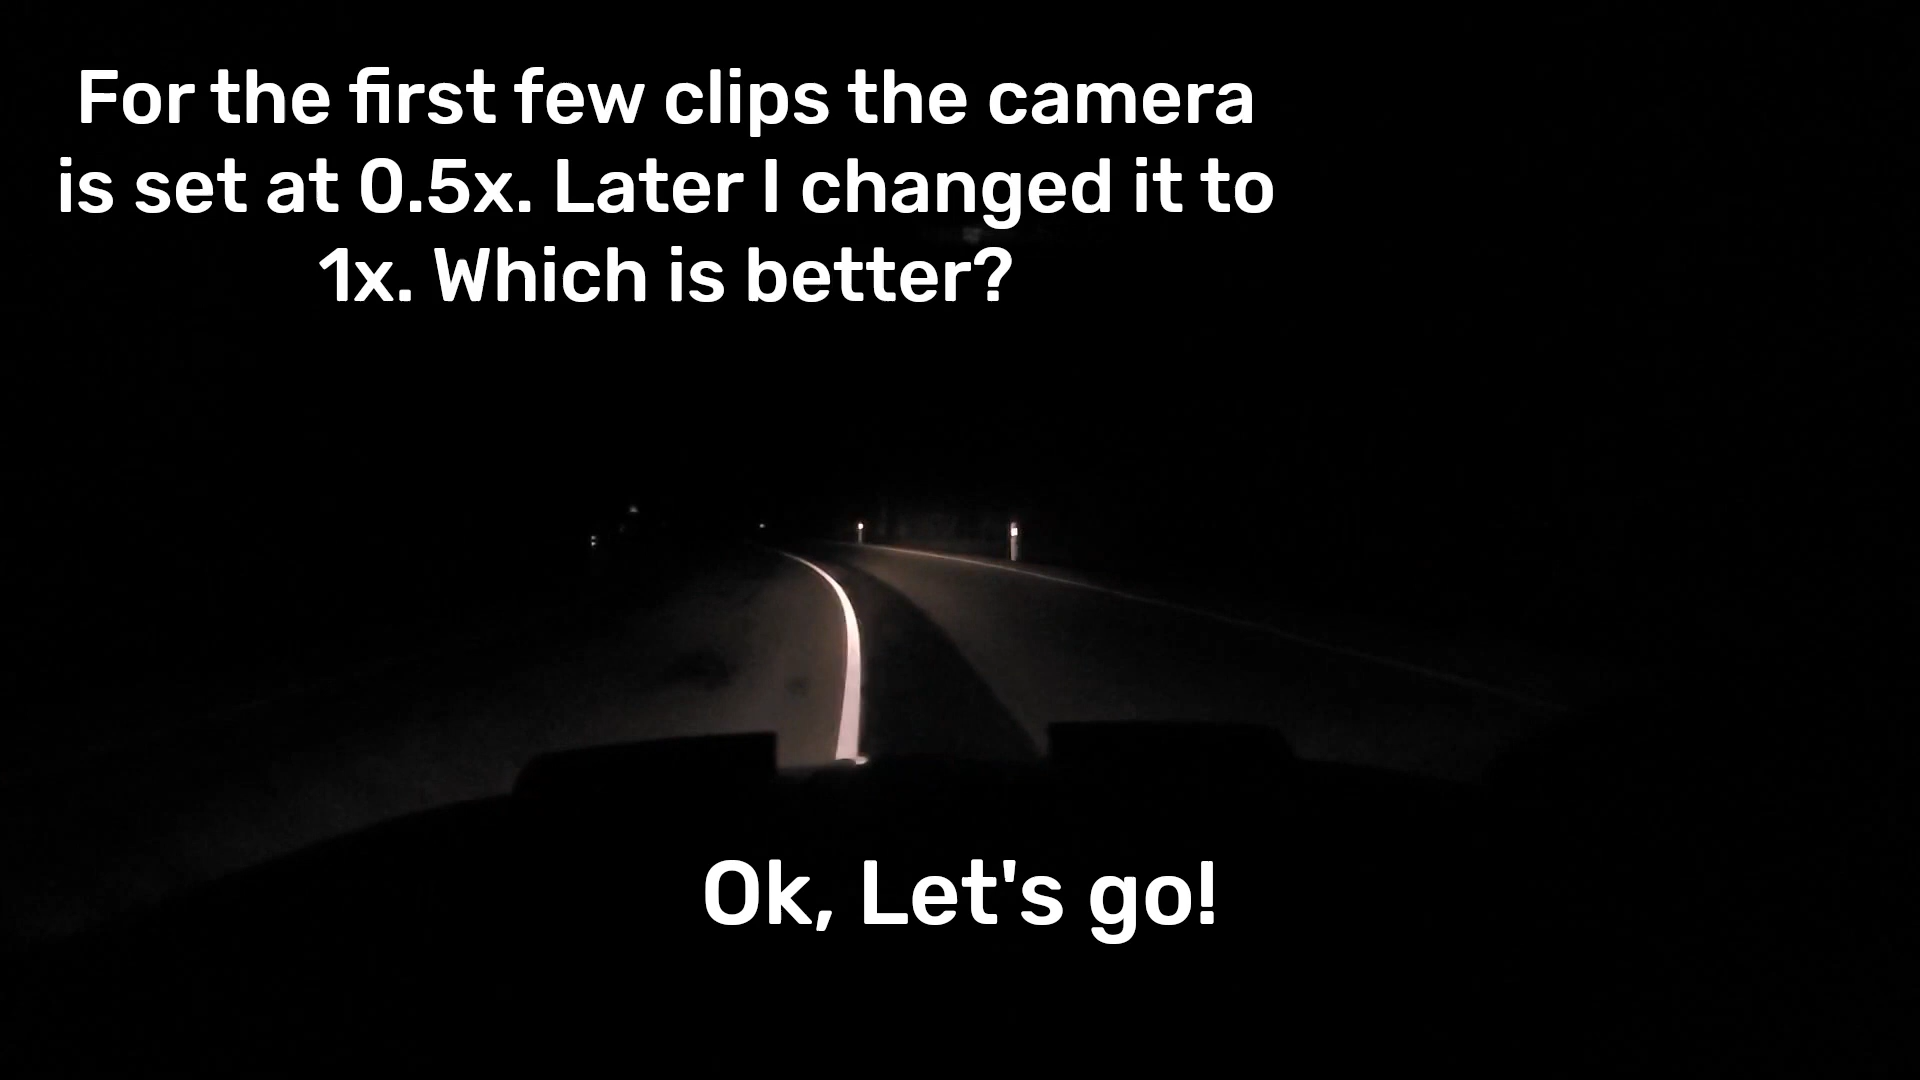 For the first few clips the camera
is set at 0.5x. Later I changed it to
1x. Which is better?
Ok, Let's go!